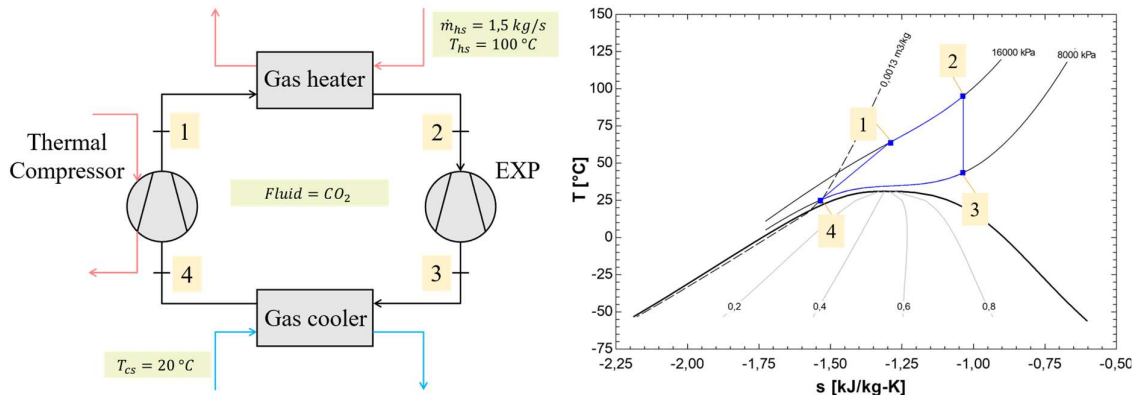 ṁ_hs = 1,5 kg/s
T_hs = 100 °C
Gas heater
1
2
Thermal
Compressor
Fluid = CO₂
EXP
4
3
Gas cooler
T_cs = 20 °C
150
125
100
75
50
25
0
-25
-50
-75
T [°C]
0,0013 m3/kg
16000 kPa
8000 kPa
2
1
3
4
0,2
0,4
0,6
0,8
-2,25
-2,00
-1,75
-1,50
-1,25
-1,00
-0,75
-0,50
s [kJ/kg-K]